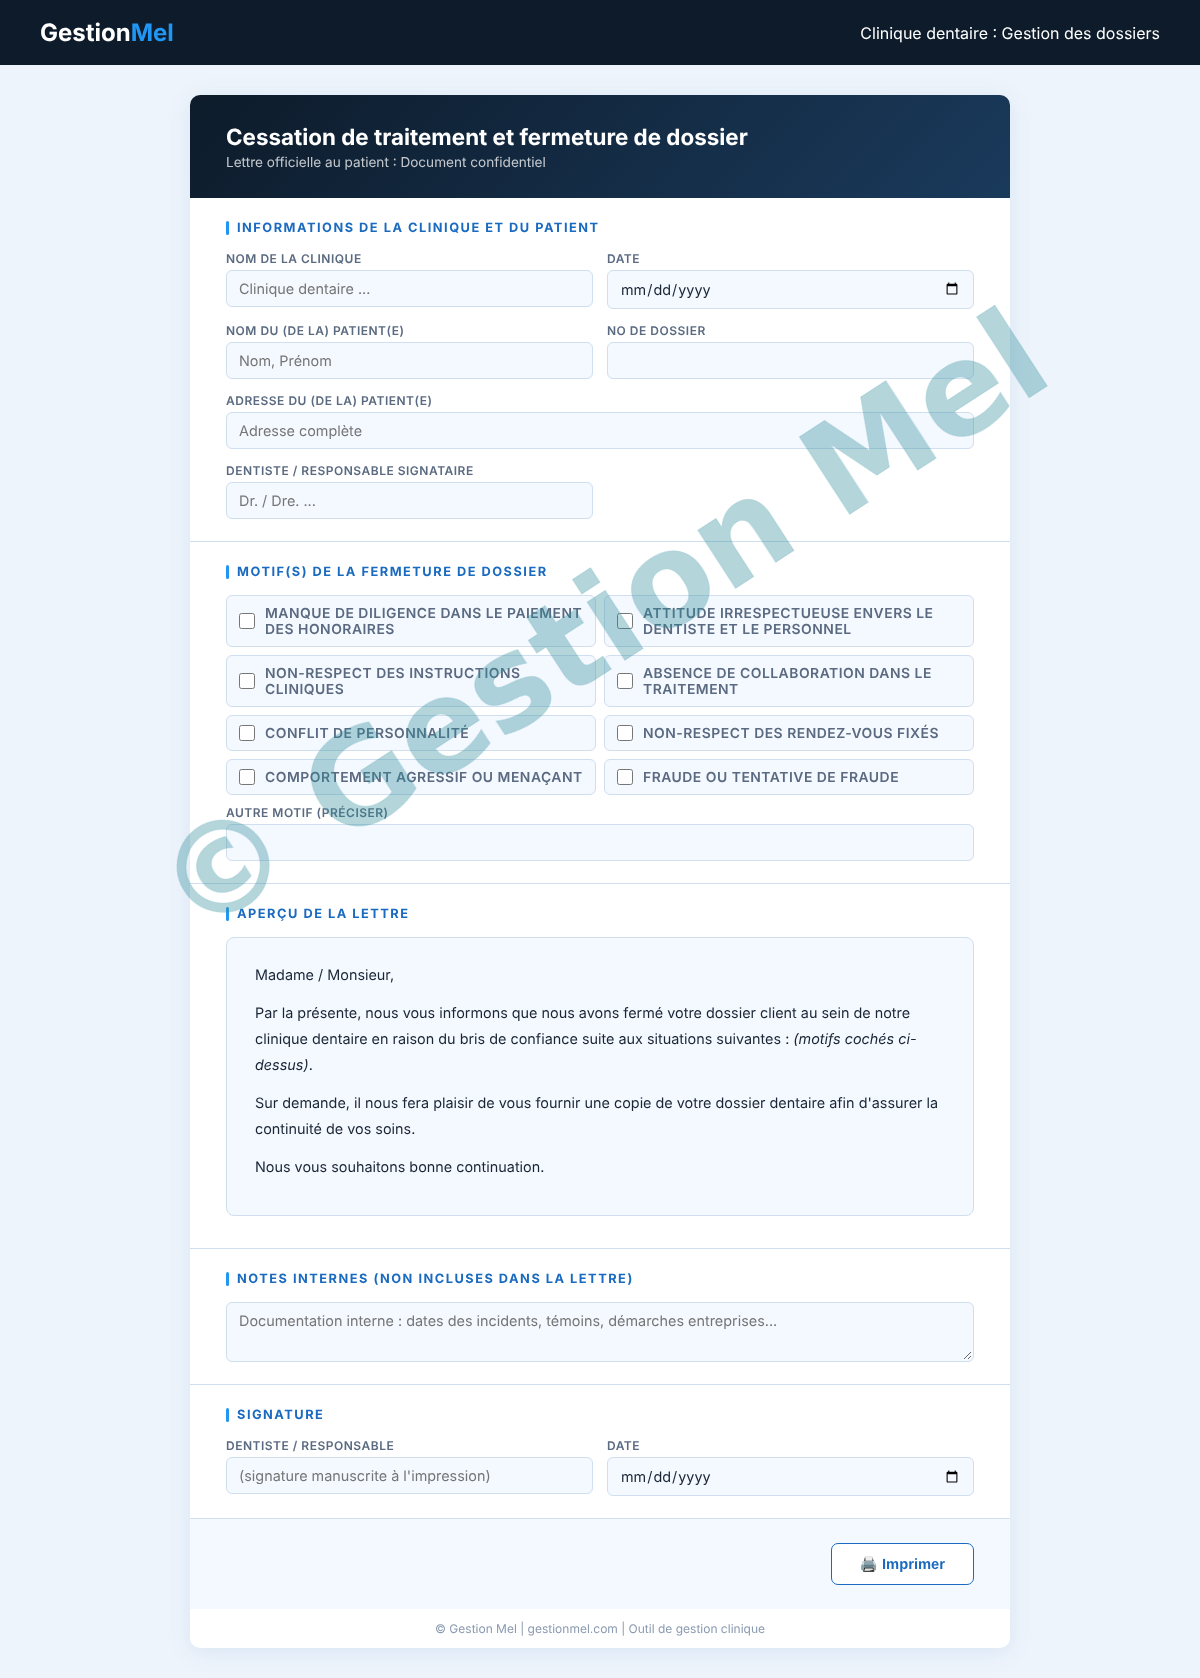 GestionMel
Clinique dentaire : Gestion des dossiers
Cessation de traitement et fermeture de dossier
Lettre officielle au patient : Document confidentiel
INFORMATIONS DE LA CLINIQUE ET DU PATIENT
NOM DE LA CLINIQUE
DATE
Clinique dentaire ...
mm/dd/yyyy
NOM DU (DE LA) PATIENT(E)
NO DE DOSSIER
Nom, Prénom
ADRESSE DU (DE LA) PATIENT(E)
Adresse complète
DENTISTE / RESPONSABLE SIGNATAIRE
Dr. / Dre. ...
MOTIF(S) DE LA FERMETURE DE DOSSIER
MANQUE DE DILIGENCE DANS LE PAIEMENT
DES HONORAIRES
ATTITUDE IRRESPECTUEUSE ENVERS LE
DENTISTE ET LE PERSONNEL
NON-RESPECT DES INSTRUCTIONS
CLINIQUES
ABSENCE DE COLLABORATION DANS LE
TRAITEMENT
CONFLIT DE PERSONNALITÉ
NON-RESPECT DES RENDEZ-VOUS FIXÉS
COMPORTEMENT AGRESSIF OU MENAÇANT
FRAUDE OU TENTATIVE DE FRAUDE
AUTRE MOTIF (PRÉCISER)
© Gestion Mel
APERÇU DE LA LETTRE
Madame / Monsieur,
Par la présente, nous vous informons que nous avons fermé votre dossier client au sein de notre
clinique dentaire en raison du bris de confiance suite aux situations suivantes : (motifs cochés ci-
dessus).
Sur demande, il nous fera plaisir de vous fournir une copie de votre dossier dentaire afin d'assurer la
continuité de vos soins.
Nous vous souhaitons bonne continuation.
NOTES INTERNES (NON INCLUSES DANS LA LETTRE)
Documentation interne : dates des incidents, témoins, démarches entreprises...
SIGNATURE
DENTISTE / RESPONSABLE
DATE
(signature manuscrite à l'impression)
mm/dd/yyyy
Imprimer
© Gestion Mel | gestionmel.com | Outil de gestion clinique